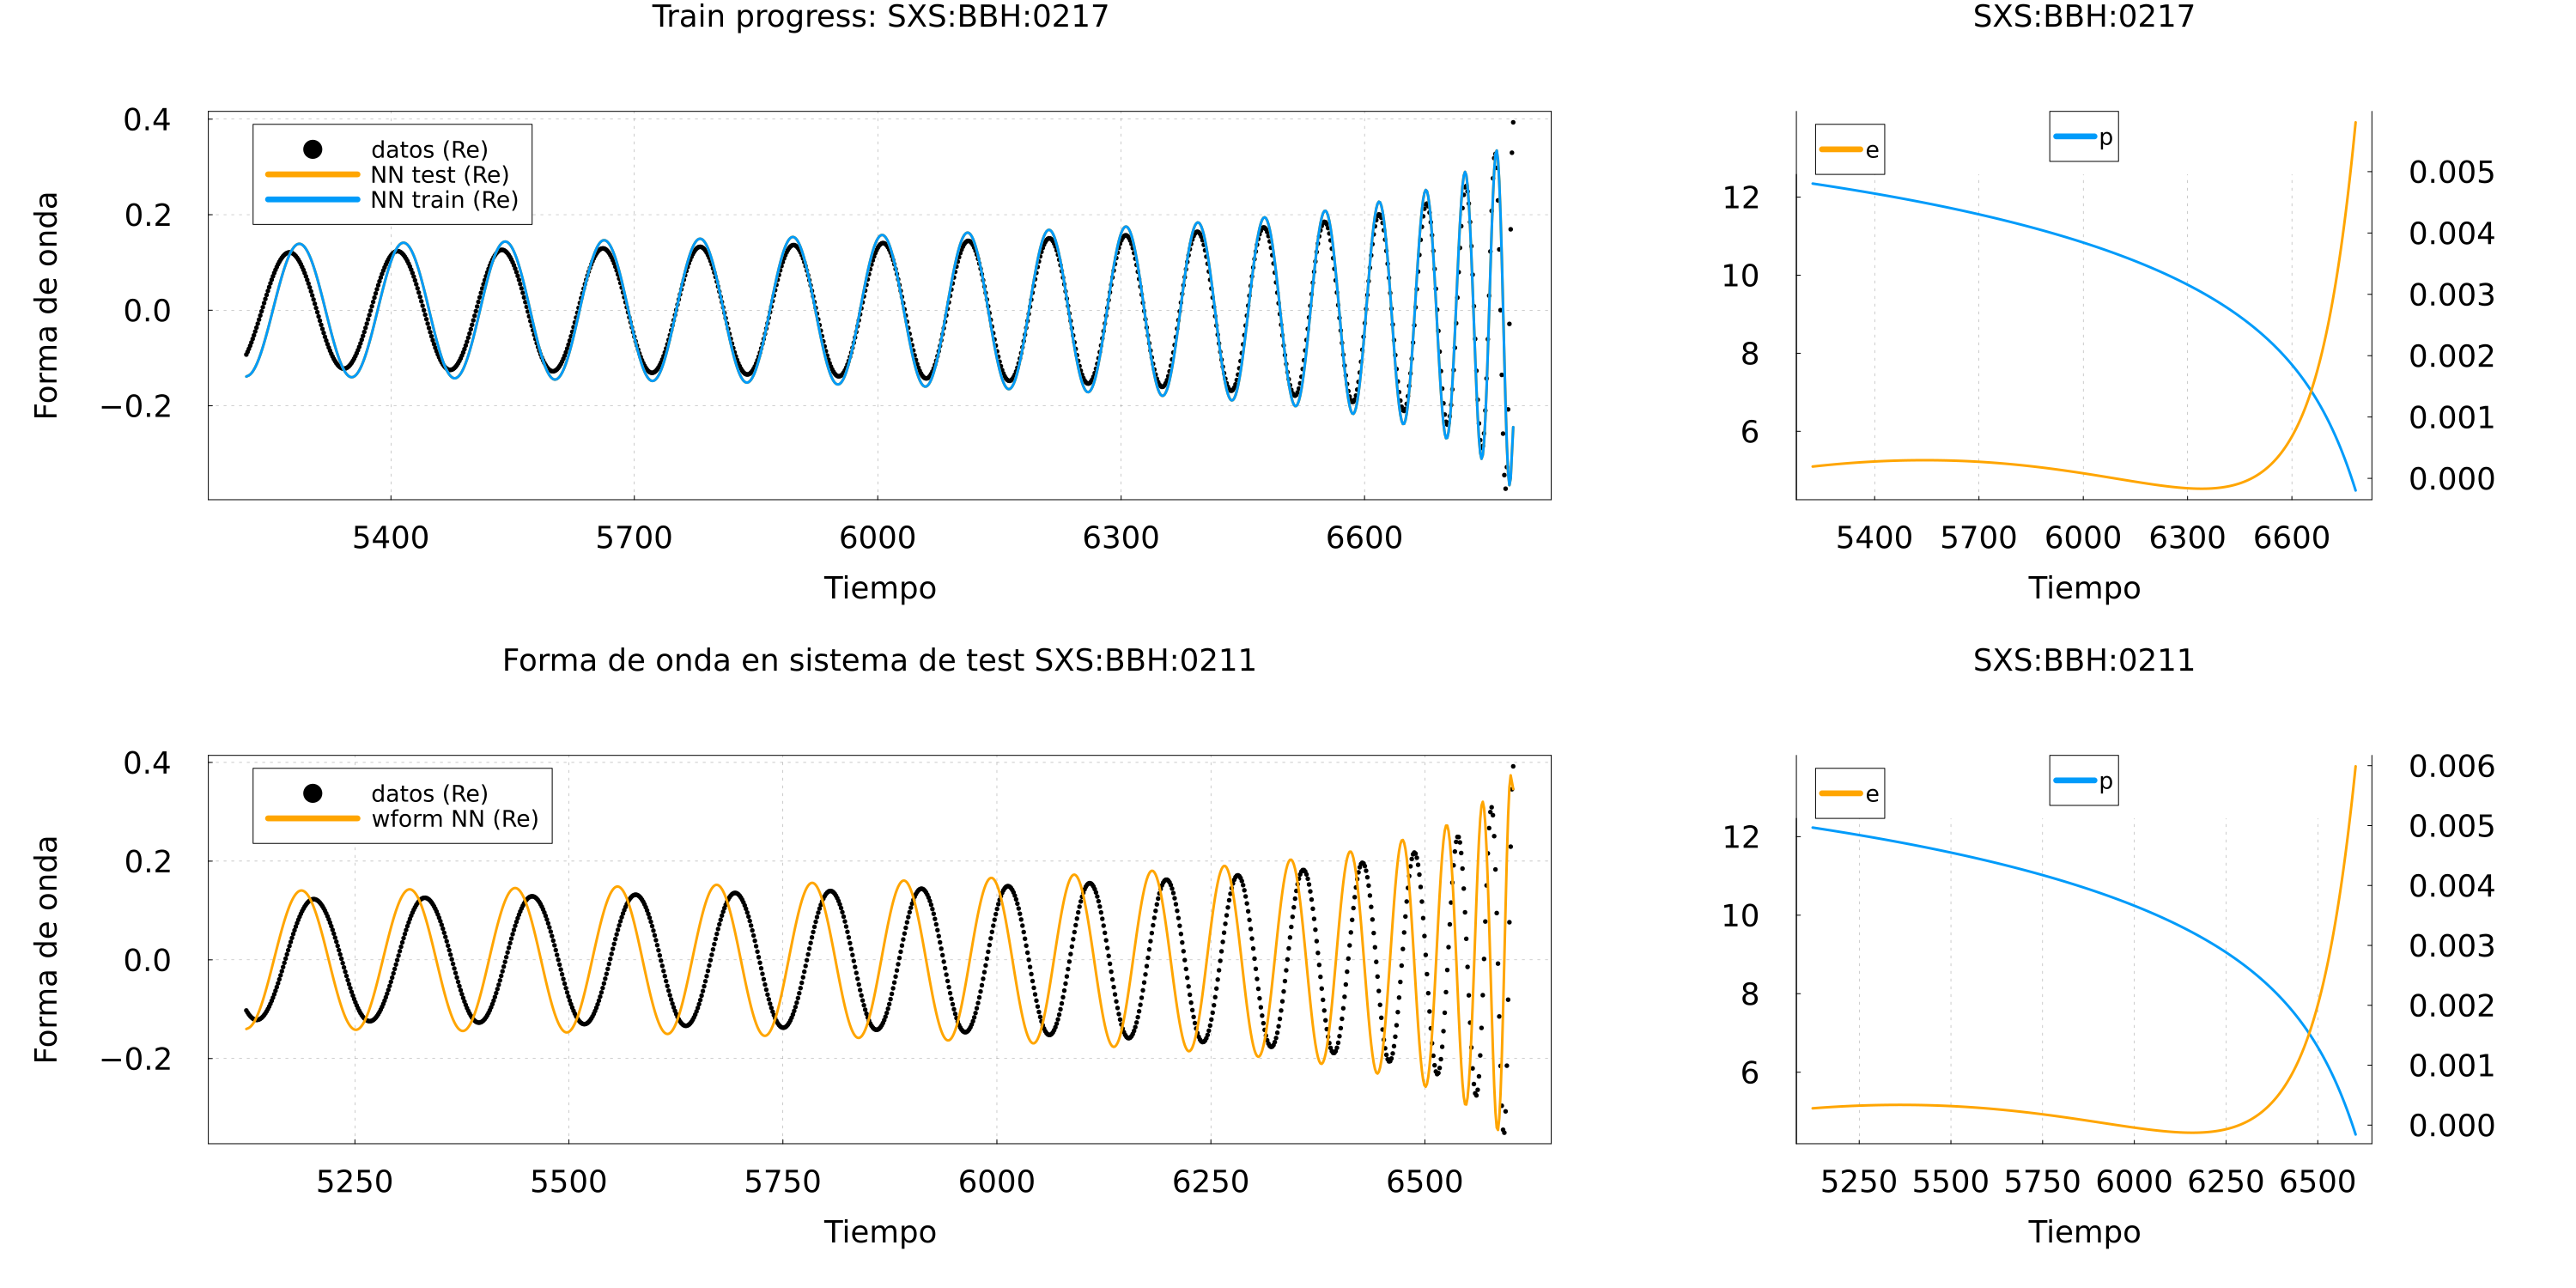 Train progress: SXS:BBH:0217
Forma de onda
0.4
0.2
0.0
−0.2
datos (Re)
NN test (Re)
NN train (Re)
5400 5700 6000 6300 6600
Tiempo
SXS:BBH:0217
e
p
12
10
8
6
0.005
0.004
0.003
0.002
0.001
0.000
5400 5700 6000 6300 6600
Tiempo
Forma de onda en sistema de test SXS:BBH:0211
Forma de onda
0.4
0.2
0.0
−0.2
datos (Re)
wform NN (Re)
5250 5500 5750 6000 6250 6500
Tiempo
SXS:BBH:0211
e
p
12
10
8
6
0.006
0.005
0.004
0.003
0.002
0.001
0.000
5250 5500 5750 6000 6250 6500
Tiempo